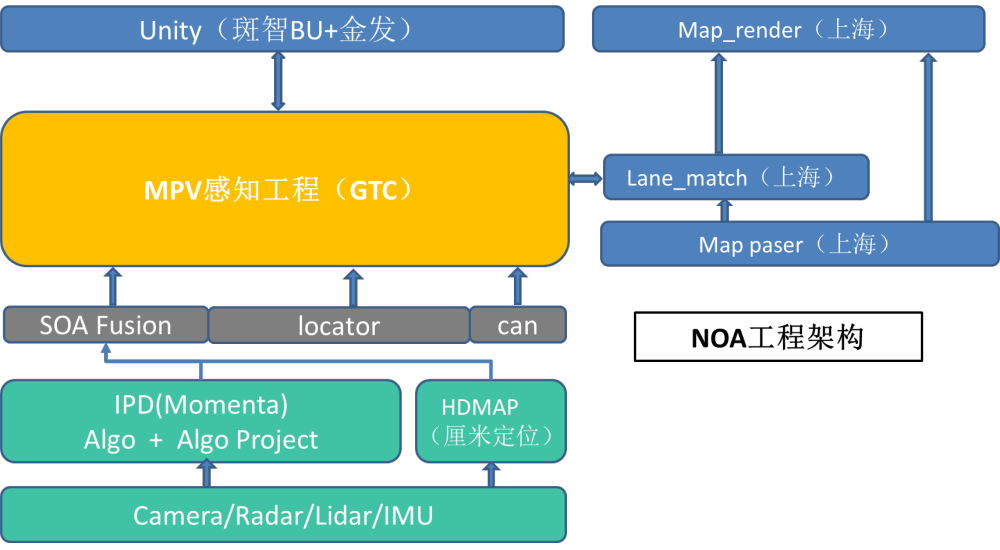 Unity（斑智BU+金发）
Map_render（上海）
MPV感知工程（GTC）
Lane_match（上海）
Map paser（上海）
SOA Fusion
locator
can
NOA工程架构
IPD(Momenta)
Algo + Algo Project
HDMAP
（厘米定位）
Camera/Radar/Lidar/IMU